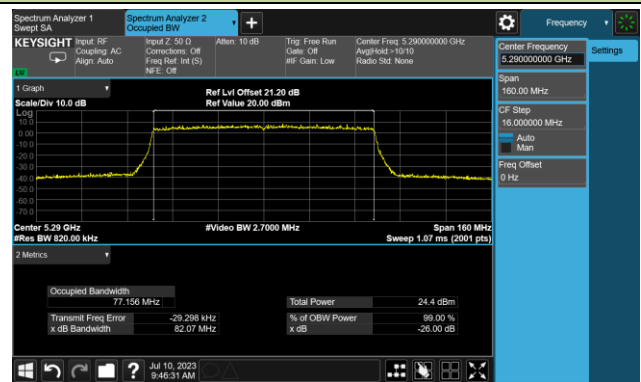 Spectrum Analyzer 1
Swept SA
Spectrum Analyzer 2
Occupied BW
+
Frequency
KEYSIGHT
Input: RF
Coupling: AC
Align: Auto
Input Z: 50 Ω
Corrections: Off
Freq Ref: Int (S)
NFE: Off
Atten: 10 dB
Trig: Free Run
Gate: Off
#IF Gain: Low
Center Freq: 5.290000000 GHz
Avg|Hold:>10/10
Radio Std: None
Center Frequency
5.290000000 GHz
Settings
Span
160.00 MHz
CF Step
16.000000 MHz
Auto
Man
Freq Offset
0 Hz
1 Graph
Scale/Div 10.0 dB
Ref Lvl Offset 21.20 dB
Ref Value 20.00 dBm
Log
10.0
0.00
-10.0
-20.0
-30.0
-40.0
-50.0
-60.0
-70.0
Center 5.29 GHz
#Res BW 820.00 kHz
#Video BW 2.7000 MHz
Span 160 MHz
Sweep 1.07 ms (2001 pts)
2 Metrics
Occupied Bandwidth
77.156 MHz
Total Power 24.4 dBm
Transmit Freq Error -29.298 kHz
% of OBW Power 99.00 %
x dB Bandwidth 82.07 MHz
x dB -26.00 dB
?
Jul 10, 2023
9:46:31 AM